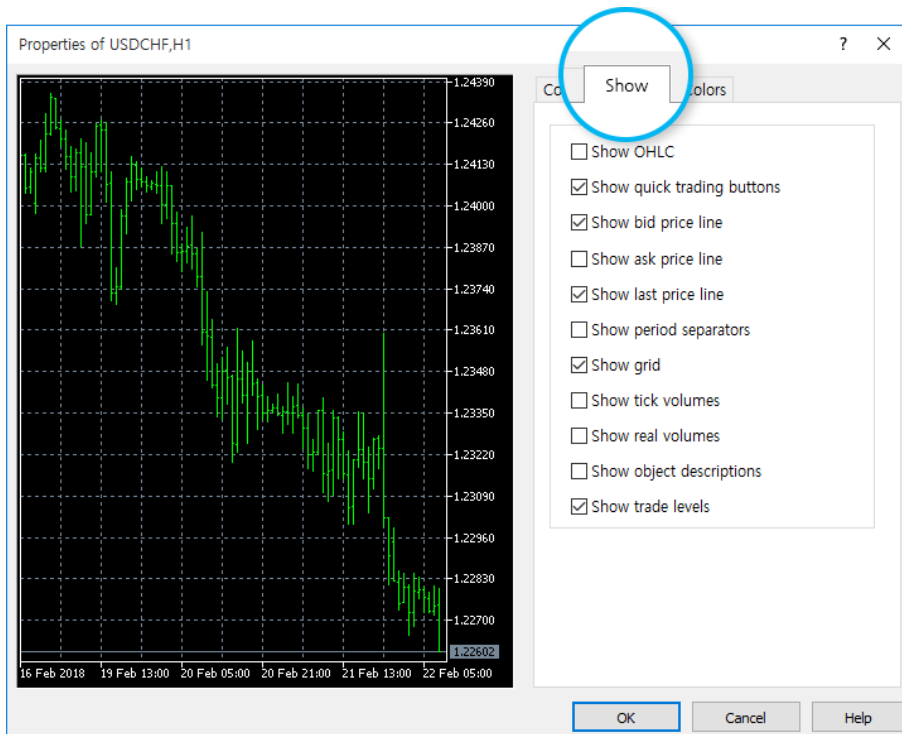 Properties of USDCHF,H1
?
Show
1.24390
1.24260
1.24130
1.24000
1.23870
1.23740
1.23610
1.23480
1.23350
1.23220
1.23090
1.22960
1.22830
1.22700
1.22602
16 Feb 2018 19 Feb 13:00 20 Feb 05:00 20 Feb 21:00 21 Feb 13:00 22 Feb 05:00
Show OHLC
Show quick trading buttons
Show bid price line
Show ask price line
Show last price line
Show period separators
Show grid
Show tick volumes
Show real volumes
Show object descriptions
Show trade levels
OK Cancel Help